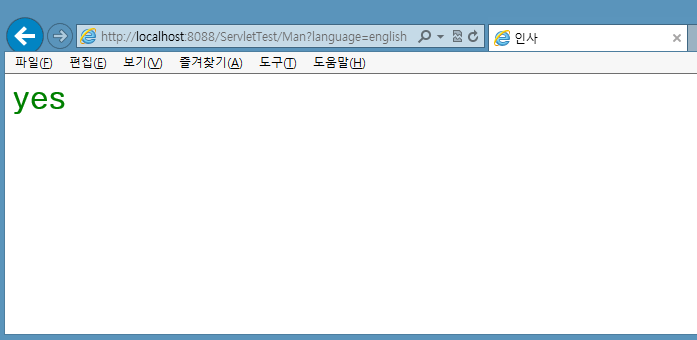 http://localhost:8088/ServletTest/Man?language=english
인사
파일(F) 편집(E) 보기(V) 즐겨찾기(A) 도구(T) 도움말(H)
yes